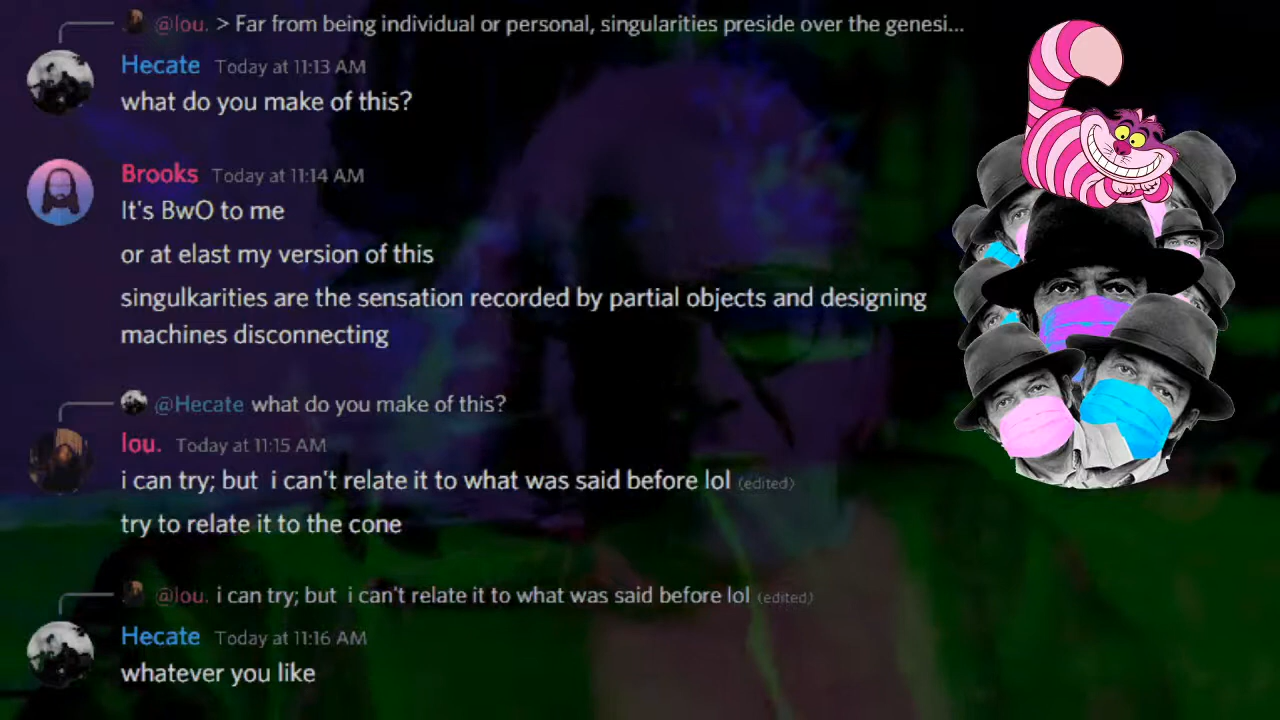 @lou. > Far from being individual or personal, singularities preside over the genesi...
Hecate Today at 11:13 AM
what do you make of this?
Brooks Today at 11:14 AM
It's BwO to me
or at elast my version of this
singulkarities are the sensation recorded by partial objects and designing
machines disconnecting
@Hecate what do you make of this?
lou. Today at 11:15 AM
i can try; but i can't relate it to what was said before lol (edited)
try to relate it to the cone
@lou. i can try; but i can't relate it to what was said before lol (edited)
Hecate Today at 11:16 AM
whatever you like